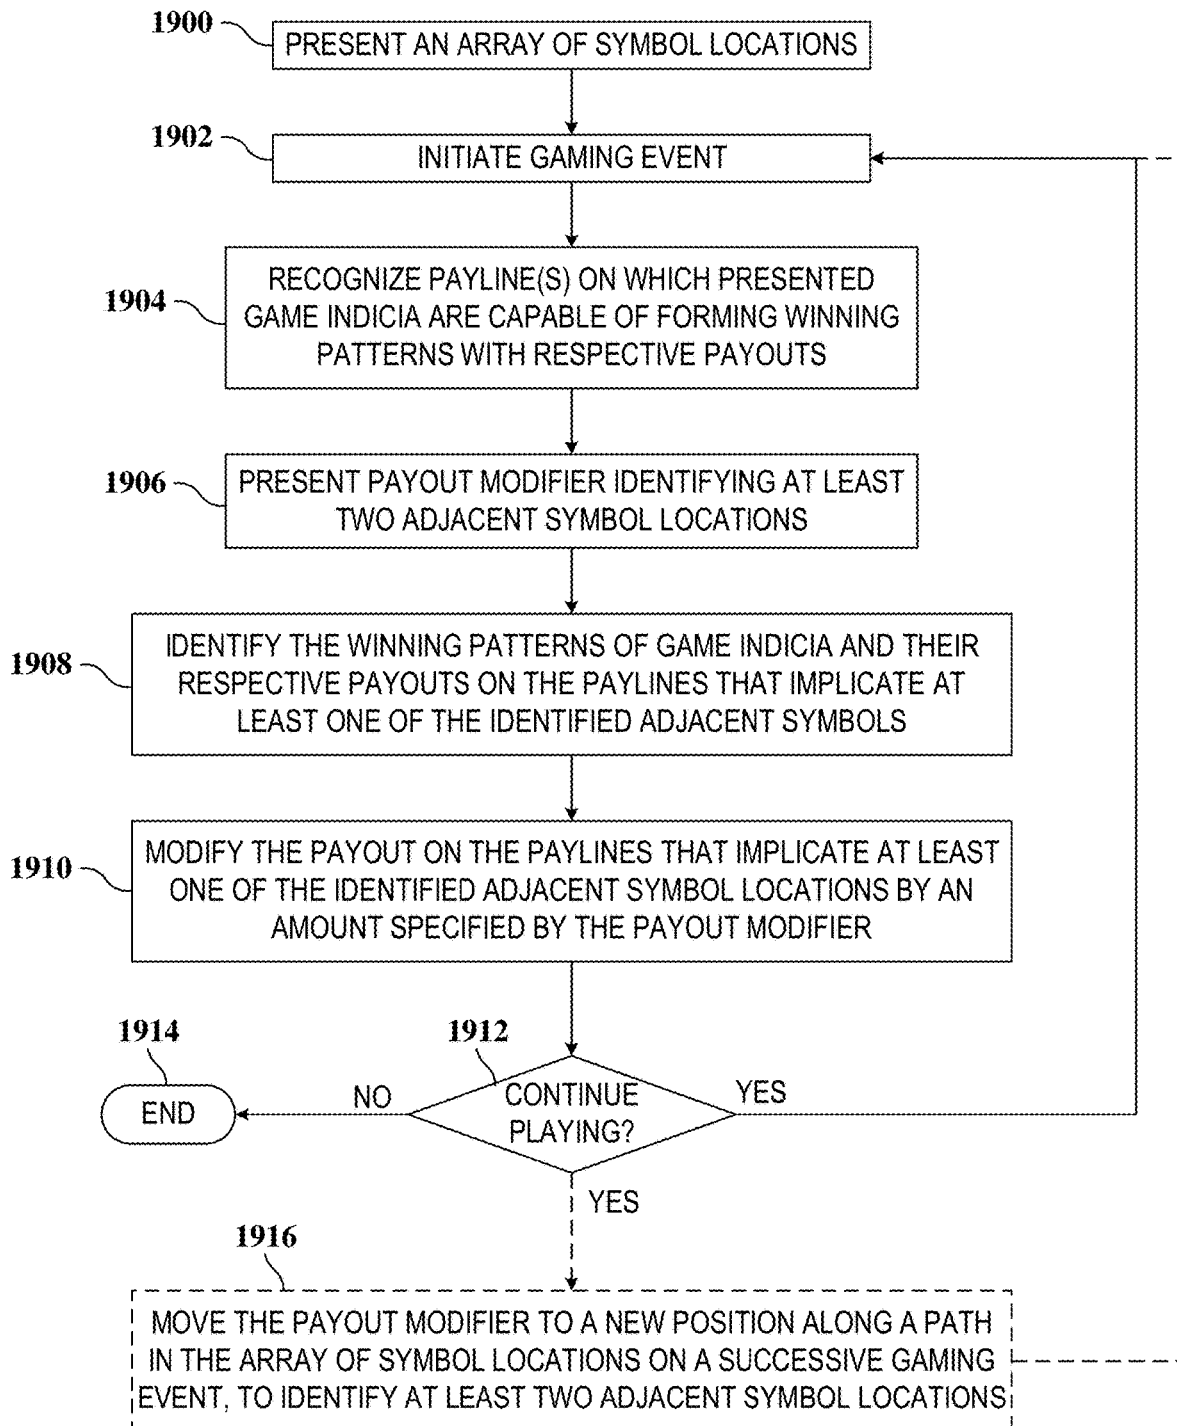 1900
PRESENT AN ARRAY OF SYMBOL LOCATIONS
1902
INITIATE GAMING EVENT
1904
RECOGNIZE PAYLINE(S) ON WHICH PRESENTED
GAME INDICIA ARE CAPABLE OF FORMING WINNING
PATTERNS WITH RESPECTIVE PAYOUTS
1906
PRESENT PAYOUT MODIFIER IDENTIFYING AT LEAST
TWO ADJACENT SYMBOL LOCATIONS
1908
IDENTIFY THE WINNING PATTERNS OF GAME INDICIA AND THEIR
RESPECTIVE PAYOUTS ON THE PAYLINES THAT IMPLICATE AT
LEAST ONE OF THE IDENTIFIED ADJACENT SYMBOLS
1910
MODIFY THE PAYOUT ON THE PAYLINES THAT IMPLICATE AT LEAST
ONE OF THE IDENTIFIED ADJACENT SYMBOL LOCATIONS BY AN
AMOUNT SPECIFIED BY THE PAYOUT MODIFIER
1914
END
NO
1912
CONTINUE
PLAYING?
YES
YES
1916
MOVE THE PAYOUT MODIFIER TO A NEW POSITION ALONG A PATH
IN THE ARRAY OF SYMBOL LOCATIONS ON A SUCCESSIVE GAMING
EVENT, TO IDENTIFY AT LEAST TWO ADJACENT SYMBOL LOCATIONS